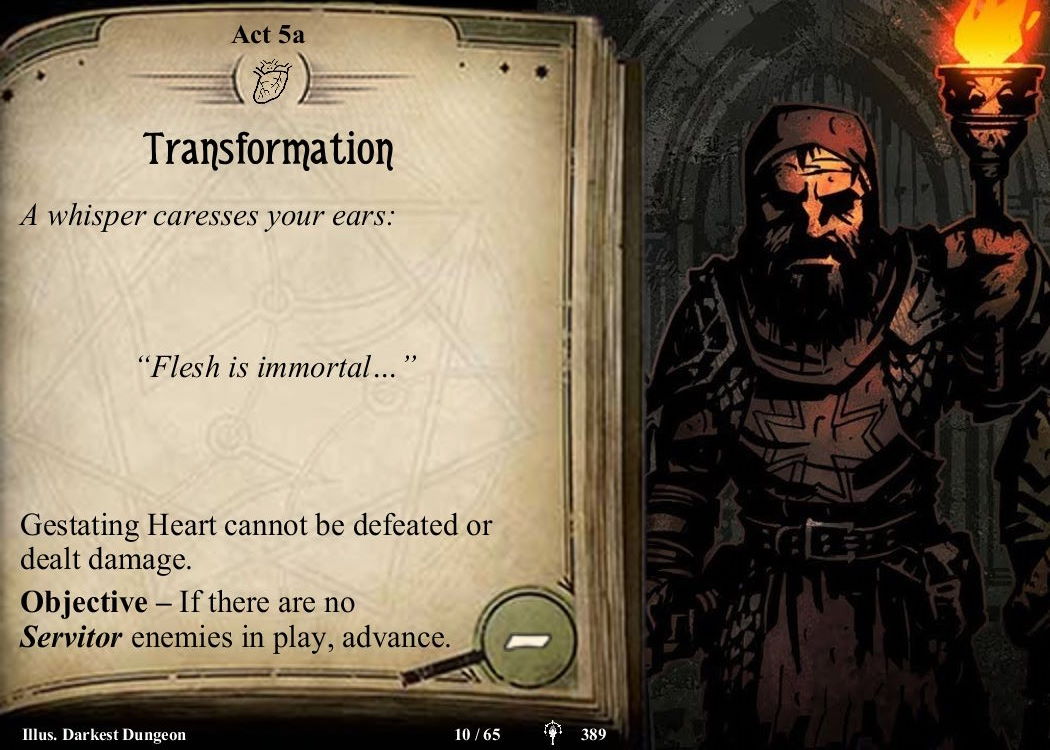 Act 5a
Transformation
A whisper caresses your ears:
“Flesh is immortal…”
Gestating Heart cannot be defeated or
dealt damage.
Objective – If there are no
Servitor enemies in play, advance.
–
Illus. Darkest Dungeon
10 / 65
389